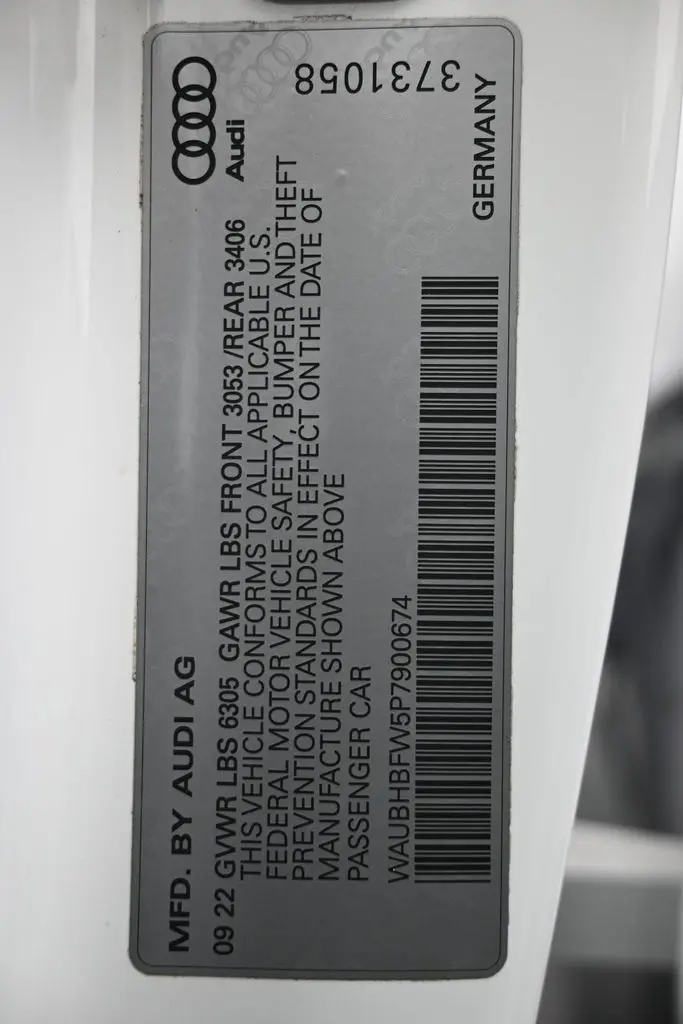 MFD. BY AUDI AG
Audi
09 22 GVWR LBS 6305 GAWR LBS FRONT 3053 /REAR 3406
THIS VEHICLE CONFORMS TO ALL APPLICABLE U.S.
FEDERAL MOTOR VEHICLE SAFETY, BUMPER AND THEFT
PREVENTION STANDARDS IN EFFECT ON THE DATE OF
MANUFACTURE SHOWN ABOVE
PASSENGER CAR
3731058
WAUBHBFW5P7900674
GERMANY